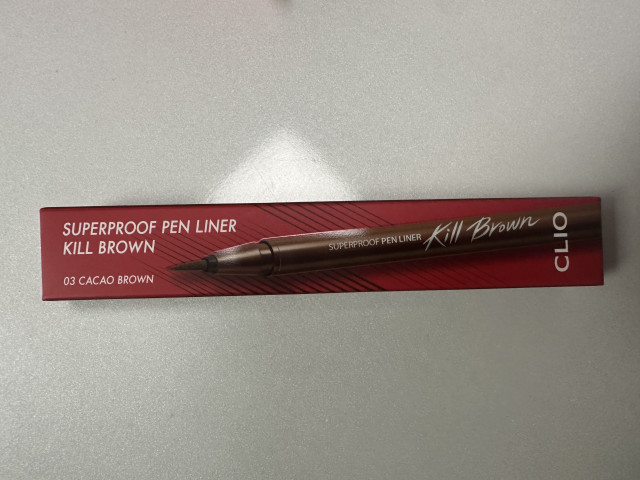 SUPERPROOF PEN LINER
KILL BROWN
03 CACAO BROWN
SUPERPROOF PEN LINER Kill Brown
CLIO